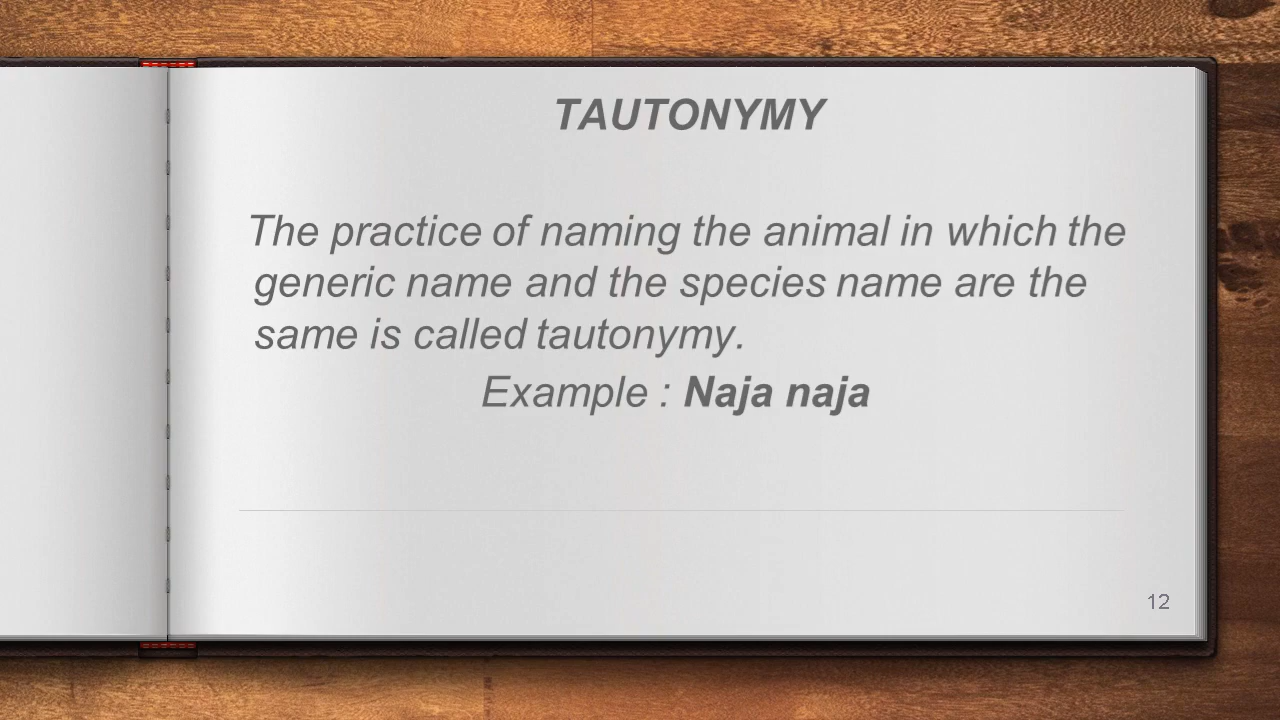 TAUTONYMY
The practice of naming the animal in which the
generic name and the species name are the
same is called tautonymy.
Example : Naja naja
12